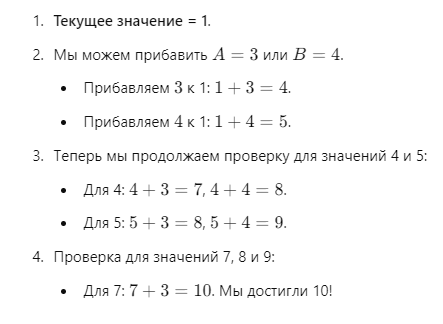 1. Текущее значение = 1.
2. Мы можем прибавить A = 3 или B = 4.
• Прибавляем 3 к 1: 1 + 3 = 4.
• Прибавляем 4 к 1: 1 + 4 = 5.
3. Теперь мы продолжаем проверку для значений 4 и 5:
• Для 4: 4 + 3 = 7, 4 + 4 = 8.
• Для 5: 5 + 3 = 8, 5 + 4 = 9.
4. Проверка для значений 7, 8 и 9:
• Для 7: 7 + 3 = 10. Мы достигли 10!